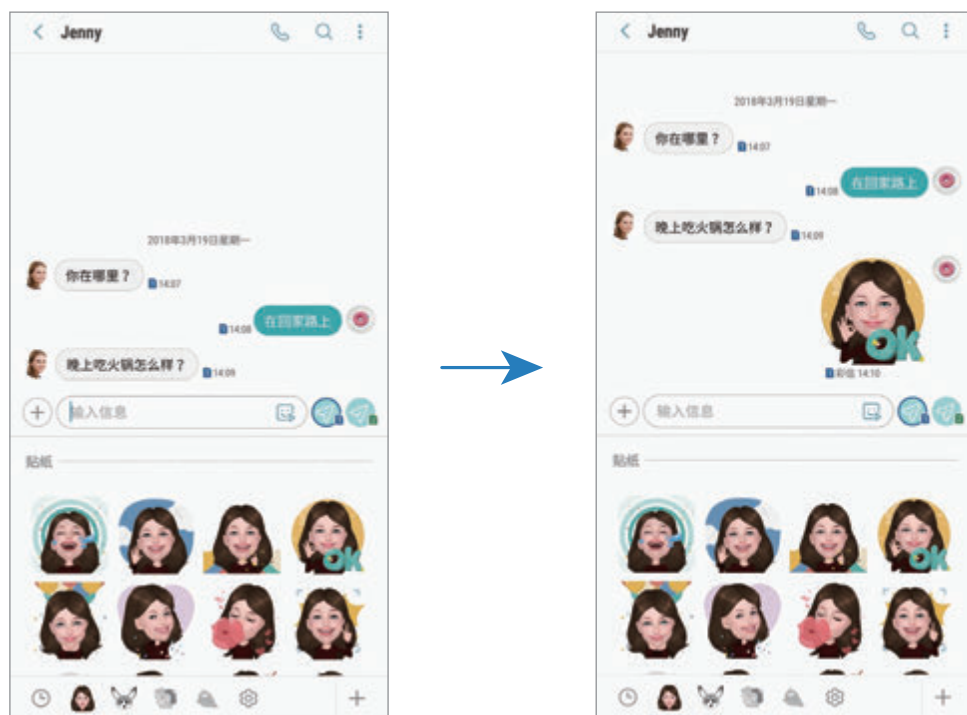 Jenny
2018年3月19日星期一
你在哪里？
14:07
在回家路上
14:08
晚上吃火锅怎么样？
14:09
输入信息
贴纸
OK
Jenny
2018年3月19日星期一
你在哪里？
14:07
14:08
在回家路上
晚上吃火锅怎么样？
14:09
OK
彩信 14:10
输入信息
贴纸
OK